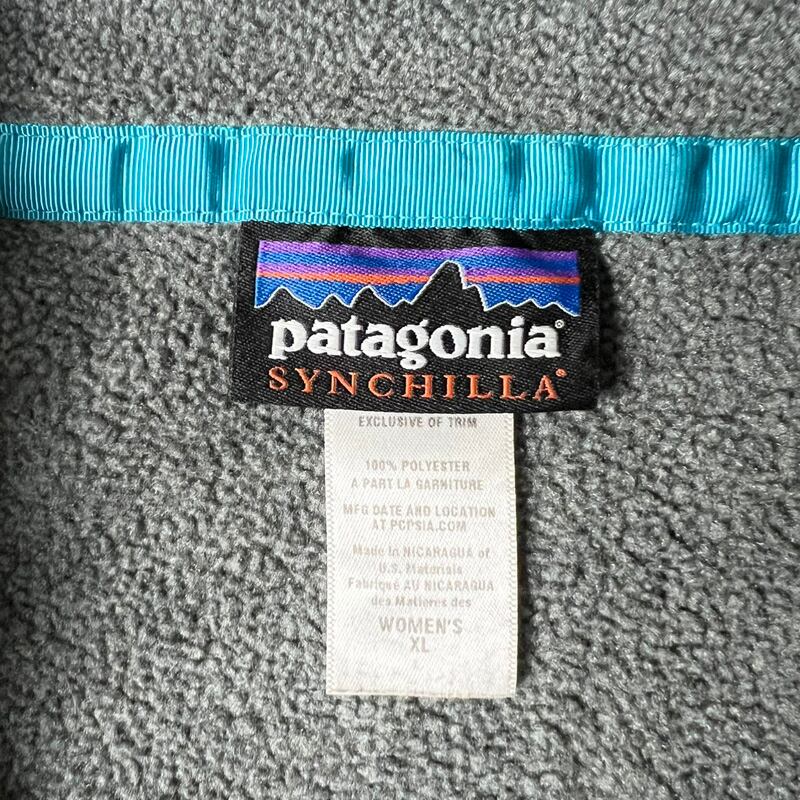 patagonia®
SYNCHILLA®
EXCLUSIVE OF TRIM
100% POLYESTER
A PART LA GARNITURE
MFG DATE AND LOCATION
AT PCPSIA.COM
Made in NICARAGUA of
U.S. Materials
Fabriqué AU NICARAGUA
des Matieres des
WOMEN'S
XL